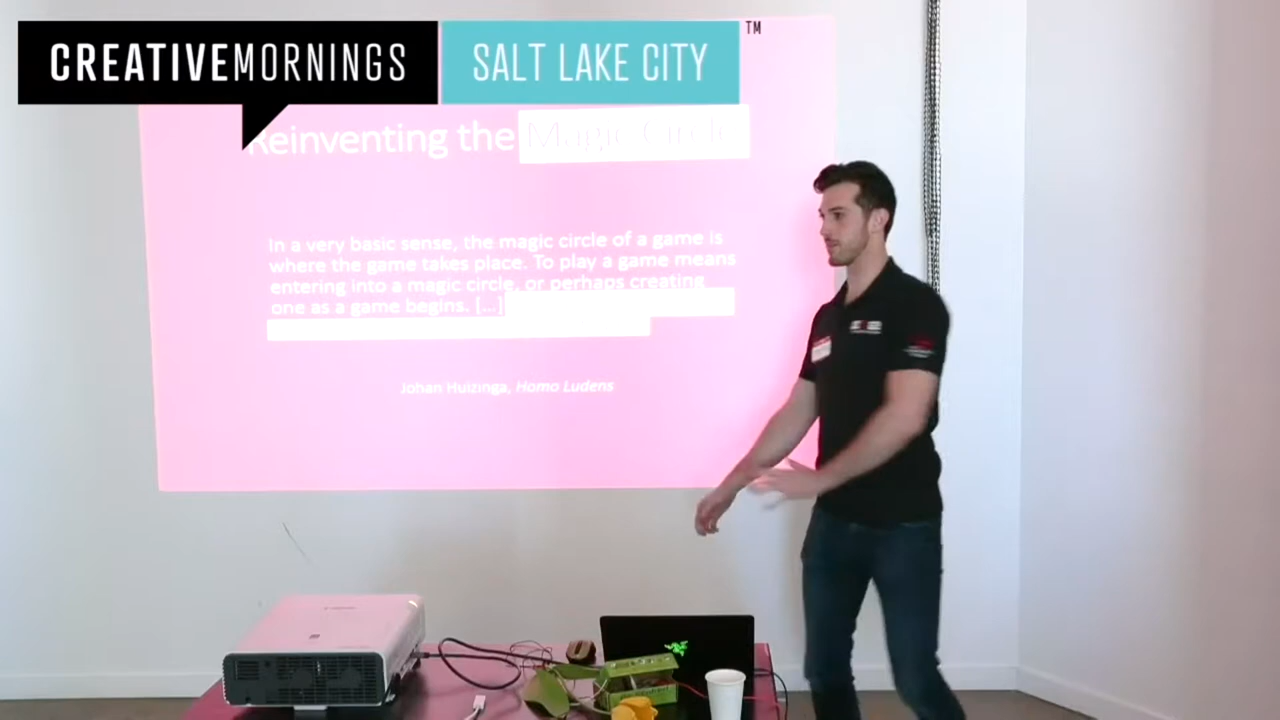 CREATIVEMORNINGS SALT LAKE CITY ™
Reinventing the Magic Circle
In a very basic sense, the magic circle of a game is
where the game takes place. To play a game means
entering into a magic circle, or perhaps creating
one as a game begins. [...]
Johan Huizinga, Homo Ludens